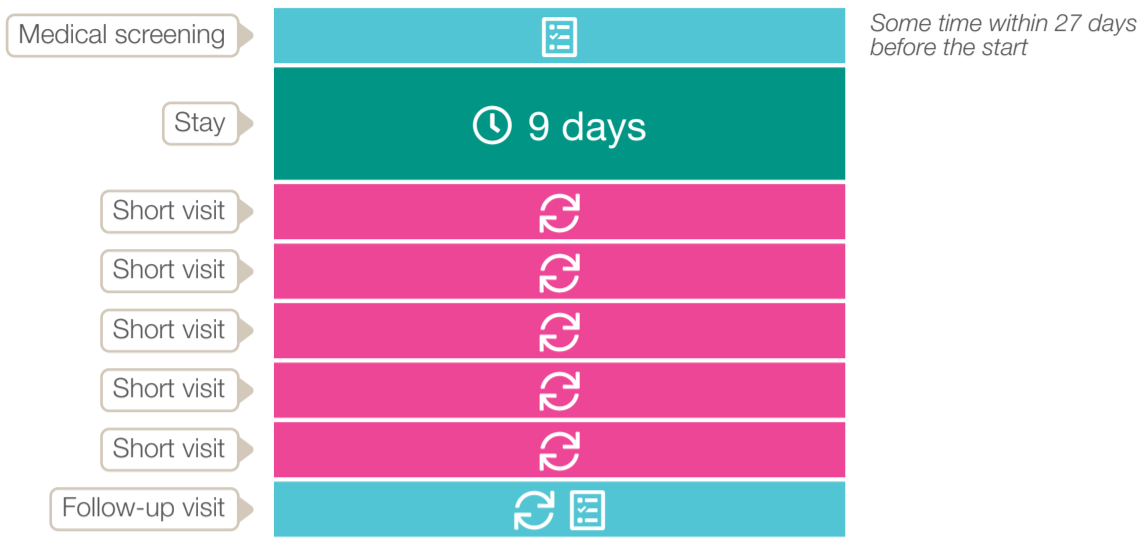 Medical screening
Some time within 27 days
before the start
Stay
9 days
Short visit
Short visit
Short visit
Short visit
Short visit
Follow-up visit